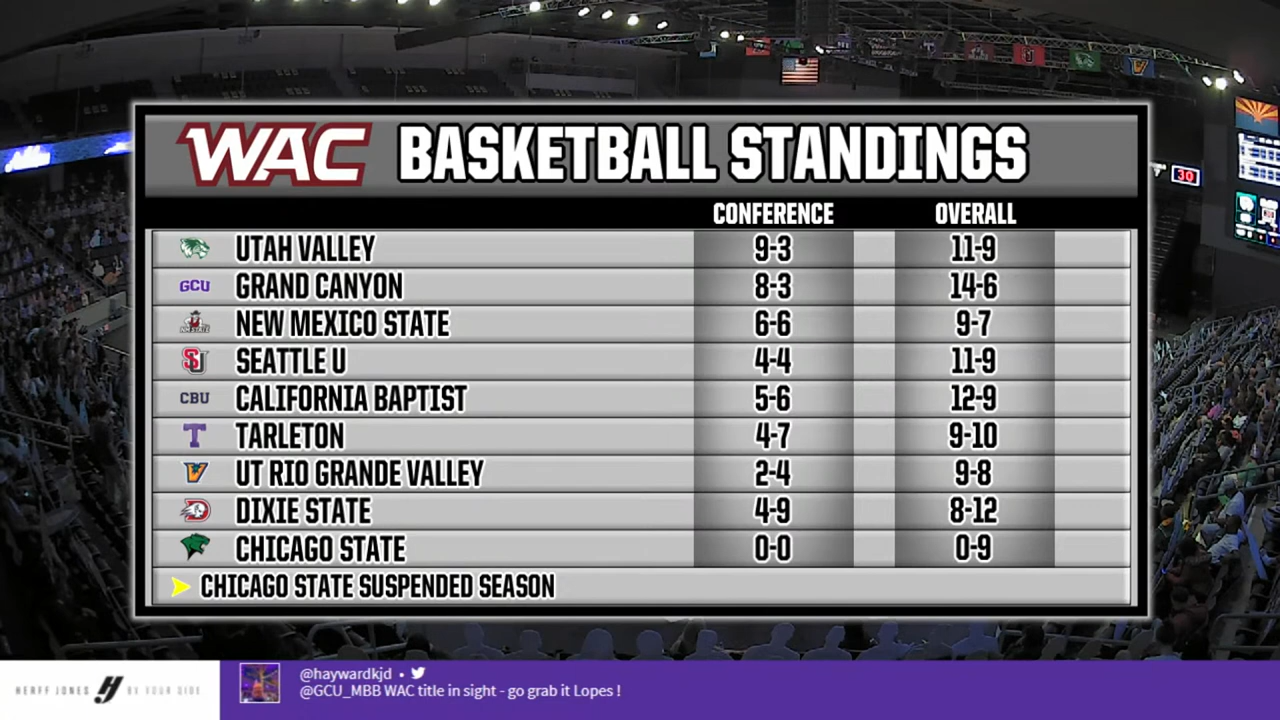 WAC BASKETBALL STANDINGS
CONFERENCE OVERALL
UTAH VALLEY 9-3 11-9
GCU GRAND CANYON 8-3 14-6
NEW MEXICO STATE 6-6 9-7
SEATTLE U 4-4 11-9
CBU CALIFORNIA BAPTIST 5-6 12-9
T TARLETON 4-7 9-10
V UT RIO GRANDE VALLEY 2-4 9-8
D DIXIE STATE 4-9 8-12
CHICAGO STATE 0-0 0-9
CHICAGO STATE SUSPENDED SEASON
30
HERFF JONES BY YOUR SIDE
@haywardkjd •
@GCU_MBB WAC title in sight - go grab it Lopes !